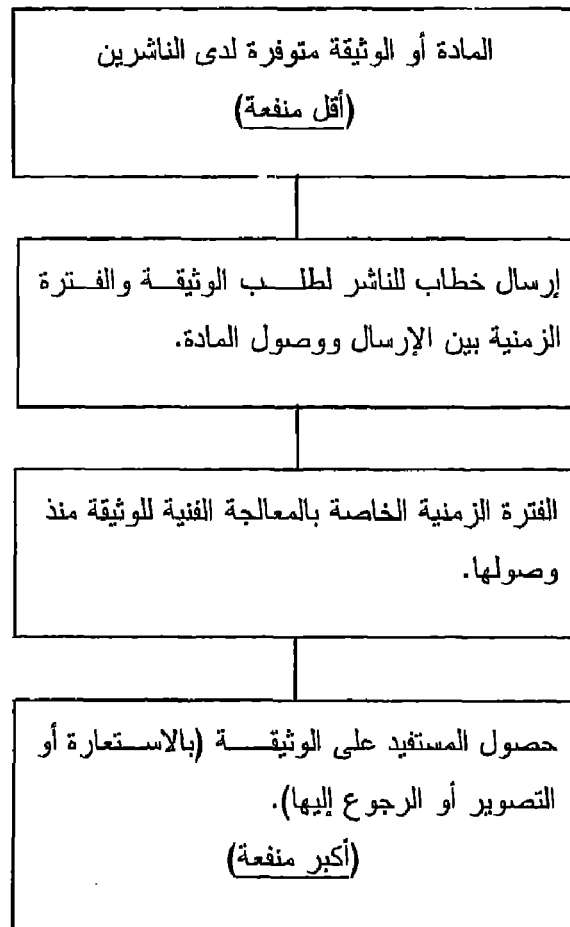 المادة أو الوثيقة متوفرة لدى الناشرين
(أقل منفعة)
إرسال خطاب للناشر لطلب الوثيقة والفترة
الزمنية بين الإرسال ووصول المادة.
الفترة الزمنية الخاصة بالمعالجة الفنية للوثيقة منذ
وصولها.
حصول المستفيد على الوثيقة (بالاستعارة أو
التصوير أو الرجوع إليها).
(أكبر منفعة)